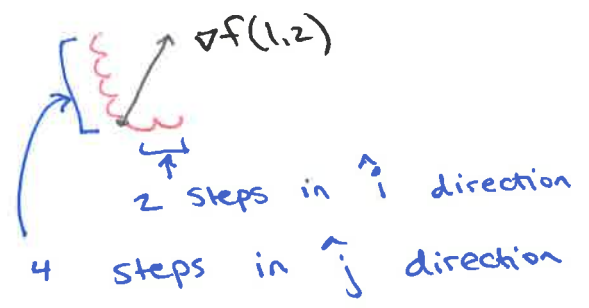 ∇f(1,2)
2 steps in î direction
4 steps in ĵ direction